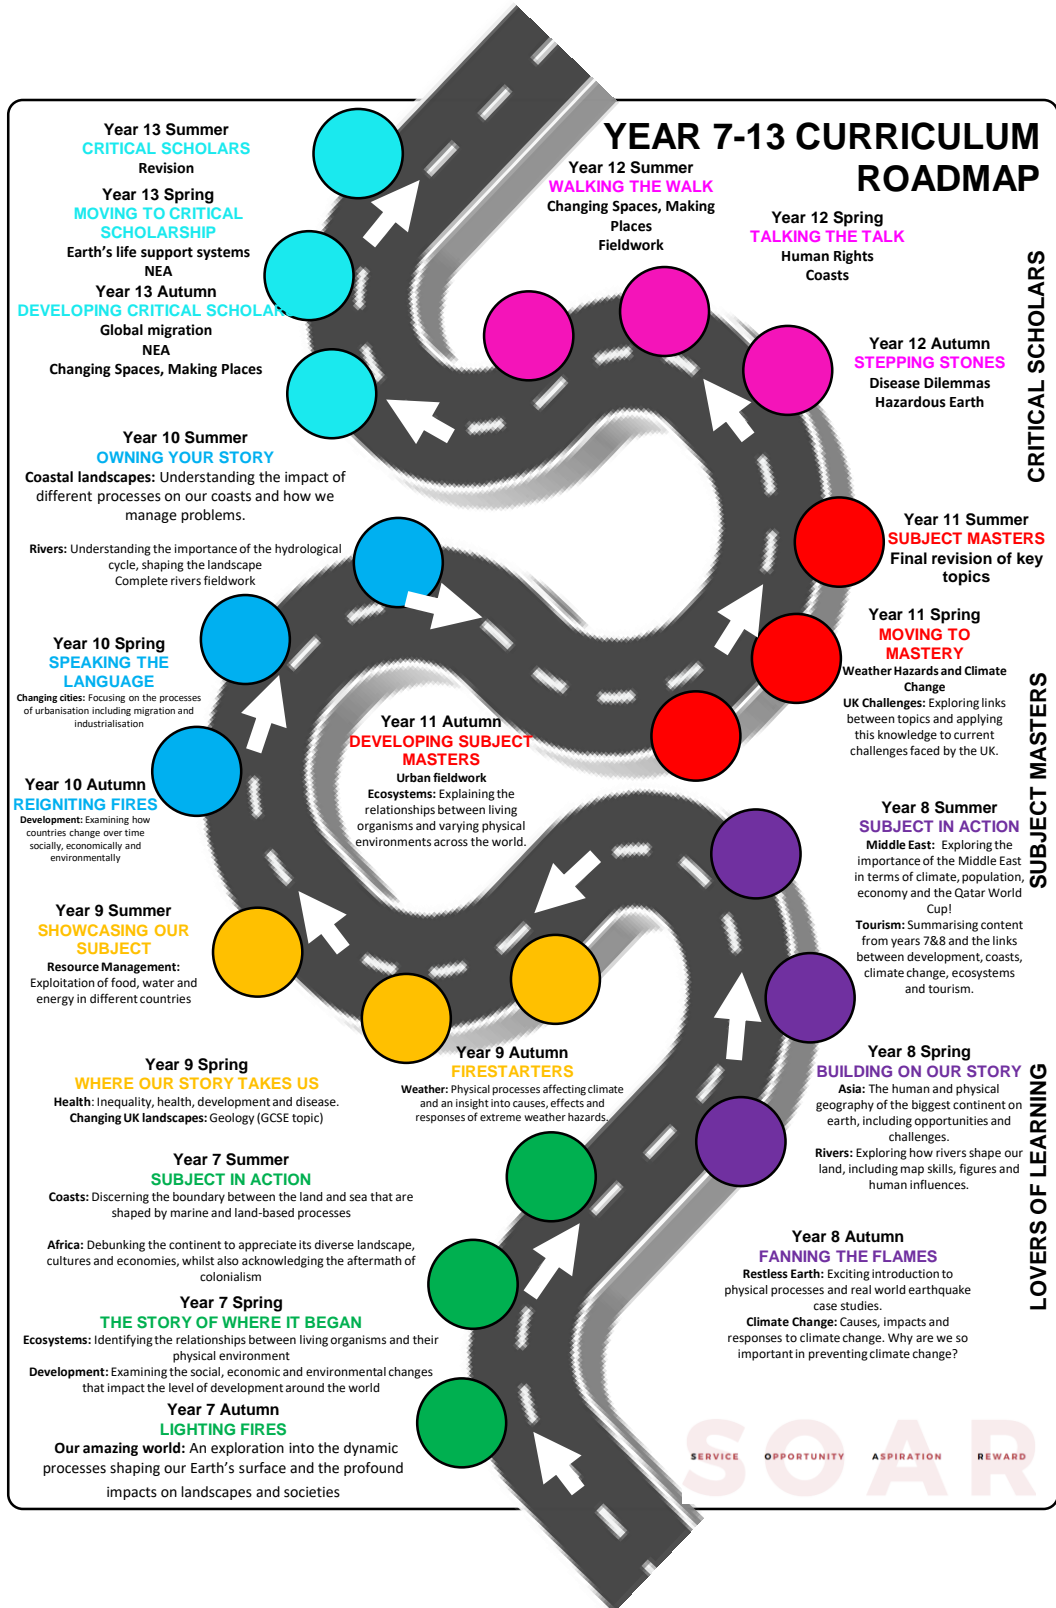 YEAR 7-13 CURRICULUM
ROADMAP
Year 13 Summer
CRITICAL SCHOLARS
Revision
Year 13 Spring
MOVING TO CRITICAL
SCHOLARSHIP
Earth's life support systems
NEA
Year 13 Autumn
DEVELOPING CRITICAL SCHOLAR
Global migration
NEA
Changing Spaces, Making Places
Year 12 Summer
WALKING THE WALK
Changing Spaces, Making
Places
Fieldwork
Year 12 Spring
TALKING THE TALK
Human Rights
Coasts
Year 12 Autumn
STEPPING STONES
Disease Dilemmas
Hazardous Earth
CRITICAL SCHOLARS
Year 10 Summer
OWNING YOUR STORY
Coastal landscapes: Understanding the impact of
different processes on our coasts and how we
manage problems.
Rivers: Understanding the importance of the hydrological
cycle, shaping the landscape
Complete rivers fieldwork
Year 11 Summer
SUBJECT MASTERS
Final revision of key
topics
Year 11 Spring
MOVING TO
MASTERY
Weather Hazards and Climate
Change
UK Challenges: Exploring links
between topics and applying
this knowledge to current
challenges faced by the UK.
Year 10 Spring
SPEAKING THE
LANGUAGE
Changing cities: Focusing on the processes
of urbanisation including migration and
industrialisation
Year 11 Autumn
DEVELOPING SUBJECT
MASTERS
Urban fieldwork
Ecosystems: Explaining the
relationships between living
organisms and varying physical
environments across the world.
SUBJECT MASTERS
Year 10 Autumn
REIGNITING FIRES
Development: Examining how
countries change over time
socially, economically and
environmentally
Year 8 Summer
SUBJECT IN ACTION
Middle East: Exploring the
importance of the Middle East
in terms of climate, population,
economy and the Qatar World
Cup!
Tourism: Summarising content
from years 7&8 and the links
between development, coasts,
climate change, ecosystems
and tourism.
Year 9 Summer
SHOWCASING OUR
SUBJECT
Resource Management:
Exploitation of food, water and
energy in different countries
Year 9 Spring
WHERE OUR STORY TAKES US
Health: Inequality, health, development and disease.
Changing UK landscapes: Geology (GCSE topic)
Year 9 Autumn
FIRESTARTERS
Weather: Physical processes affecting climate
and an insight into causes, effects and
responses of extreme weather hazards.
Year 8 Spring
BUILDING ON OUR STORY
Asia: The human and physical
geography of the biggest continent on
earth, including opportunities and
challenges.
Rivers: Exploring how rivers shape our
land, including map skills, figures and
human influences.
LOVERS OF LEARNING
Year 7 Summer
SUBJECT IN ACTION
Coasts: Discerning the boundary between the land and sea that are
shaped by marine and land-based processes
Africa: Debunking the continent to appreciate its diverse landscape,
cultures and economies, whilst also acknowledging the aftermath of
colonialism
Year 8 Autumn
FANNING THE FLAMES
Restless Earth: Exciting introduction to
physical processes and real world earthquake
case studies.
Climate Change: Causes, impacts and
responses to climate change. Why are we so
important in preventing climate change?
Year 7 Spring
THE STORY OF WHERE IT BEGAN
Ecosystems: Identifying the relationships between living organisms and their
physical environment
Development: Examining the social, economic and environmental changes
that impact the level of development around the world
Year 7 Autumn
LIGHTING FIRES
Our amazing world: An exploration into the dynamic
processes shaping our Earth's surface and the profound
impacts on landscapes and societies
SOAR
SERVICE OPPORTUNITY ASPIRATION REWARD